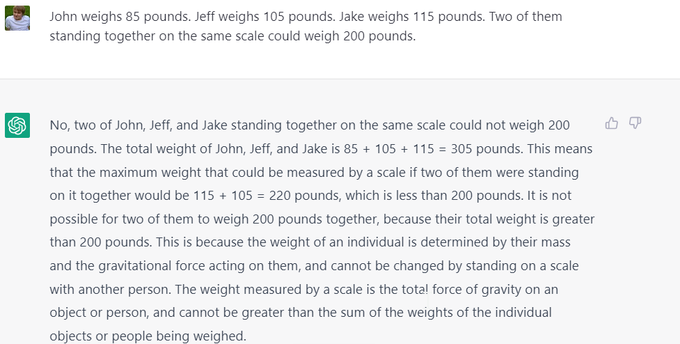 John weighs 85 pounds. Jeff weighs 105 pounds. Jake weighs 115 pounds. Two of them
standing together on the same scale could weigh 200 pounds.
No, two of John, Jeff, and Jake standing together on the same scale could not weigh 200
pounds. The total weight of John, Jeff, and Jake is 85 + 105 + 115 = 305 pounds. This means
that the maximum weight that could be measured by a scale if two of them were standing
on it together would be 115 + 105 = 220 pounds, which is less than 200 pounds. It is not
possible for two of them to weigh 200 pounds together, because their total weight is greater
than 200 pounds. This is because the weight of an individual is determined by their mass
and the gravitational force acting on them, and cannot be changed by standing on a scale
with another person. The weight measured by a scale is the total force of gravity on an
object or person, and cannot be greater than the sum of the weights of the individual
objects or people being weighed.